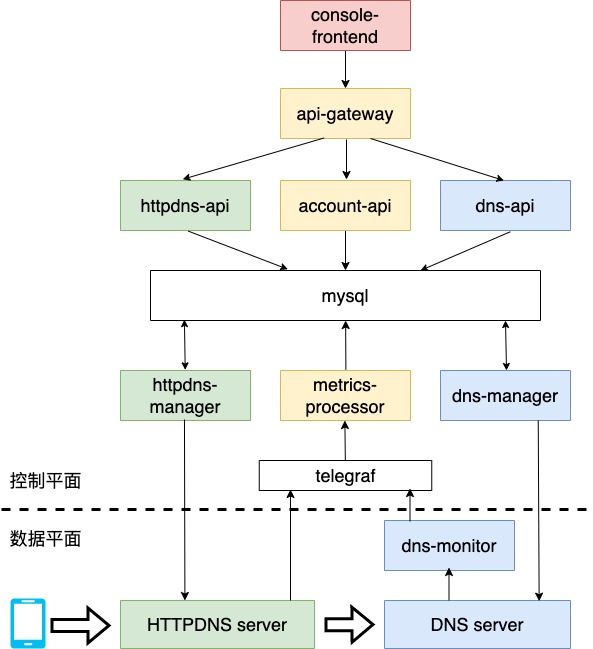 console-
frontend
api-gateway
httpdns-api
account-api
dns-api
mysql
httpdns-
manager
metrics-
processor
dns-manager
telegraf
控制平面
数据平面
dns-monitor
HTTPDNS server
DNS server